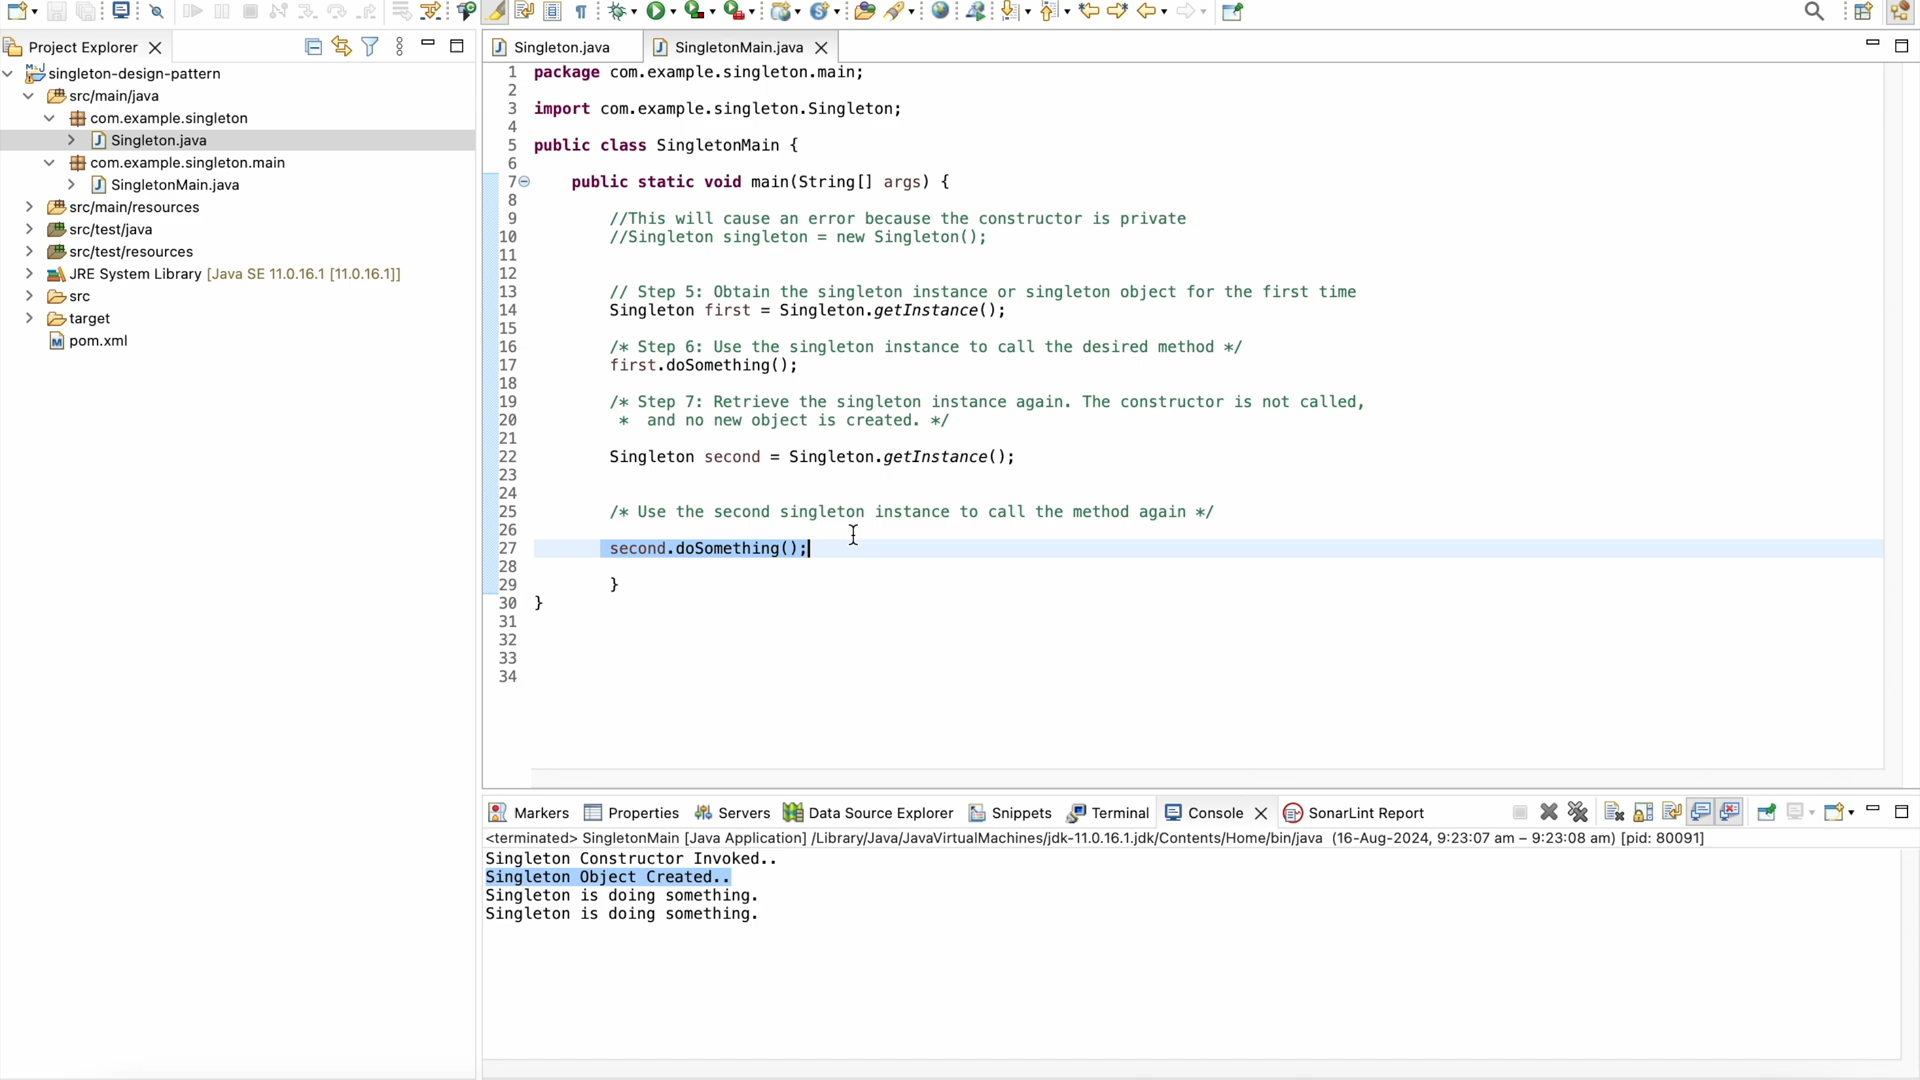 Project Explorer
singleton-design-pattern
src/main/java
com.example.singleton
Singleton.java
com.example.singleton.main
SingletonMain.java
src/main/resources
src/test/java
src/test/resources
JRE System Library [Java SE 11.0.16.1 [11.0.16.1]]
src
target
pom.xml
Singleton.java
SingletonMain.java
1 package com.example.singleton.main;
2
3 import com.example.singleton.Singleton;
4
5 public class SingletonMain {
6
7 public static void main(String[] args) {
8
9 //This will cause an error because the constructor is private
10 //Singleton singleton = new Singleton();
11
12
13 // Step 5: Obtain the singleton instance or singleton object for the first time
14 Singleton first = Singleton.getInstance();
15
16 /* Step 6: Use the singleton instance to call the desired method */
17 first.doSomething();
18
19 /* Step 7: Retrieve the singleton instance again. The constructor is not called,
20 * and no new object is created. */
21
22 Singleton second = Singleton.getInstance();
23
24
25 /* Use the second singleton instance to call the method again */
26
27 second.doSomething();
28
29 }
30 }
31
32
33
34
Markers Properties Servers Data Source Explorer Snippets Terminal Console SonarLint Report
<terminated> SingletonMain [Java Application] /Library/Java/JavaVirtualMachines/jdk-11.0.16.1.jdk/Contents/Home/bin/java (16-Aug-2024, 9:23:07 am – 9:23:08 am) [pid: 80091]
Singleton Constructor Invoked..
Singleton Object Created..
Singleton is doing something.
Singleton is doing something.